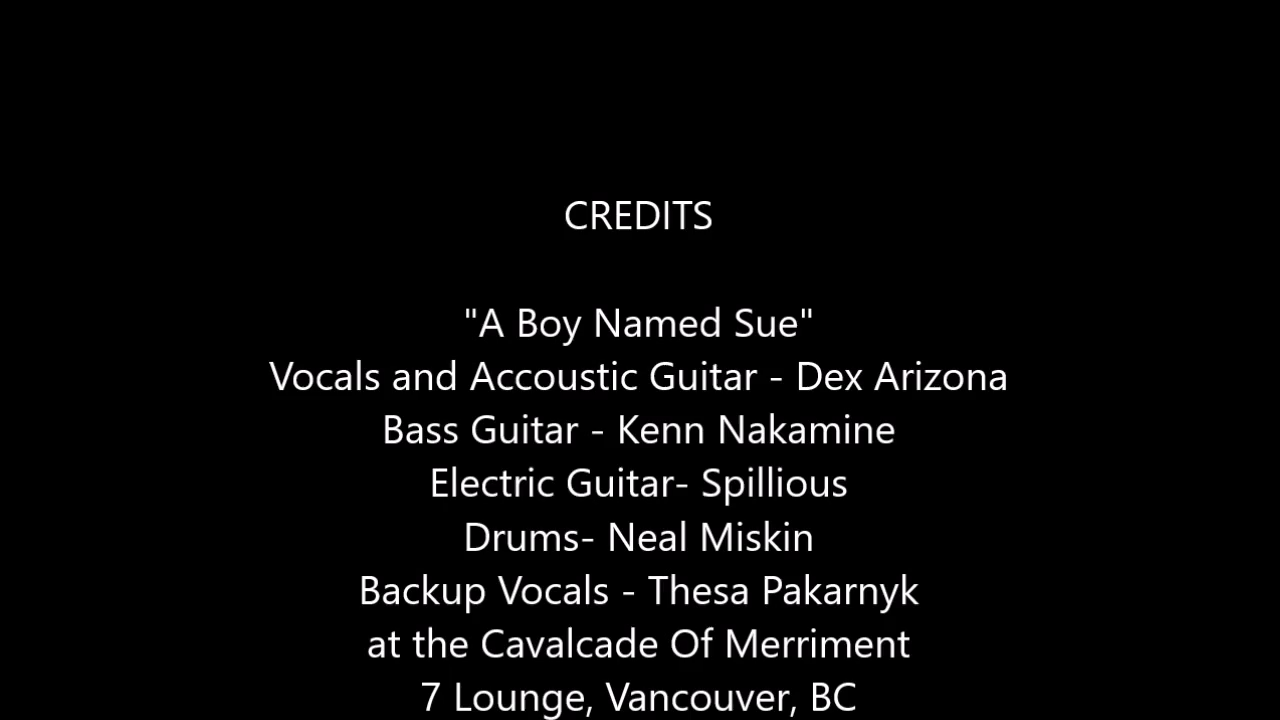 CREDITS
"A Boy Named Sue"
Vocals and Accoustic Guitar - Dex Arizona
Bass Guitar - Kenn Nakamine
Electric Guitar- Spillious
Drums- Neal Miskin
Backup Vocals - Thesa Pakarnyk
at the Cavalcade Of Merriment
7 Lounge, Vancouver, BC